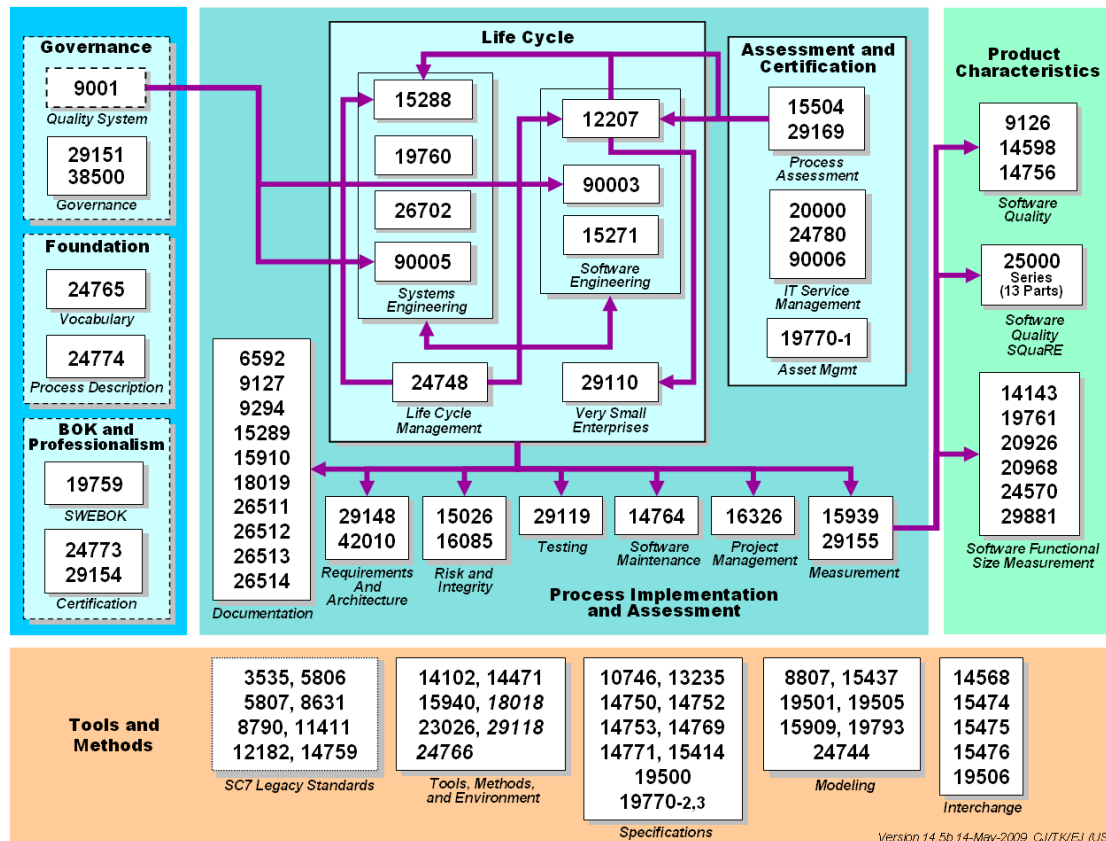 Governance
9001
Quality System
29151
38500
Governance
Foundation
24765
Vocabulary
24774
Process Description
BOK and
Professionalism
19759
SWEBOK
24773
29154
Certification
Life Cycle
15288
19760
26702
90005
Systems
Engineering
12207
90003
15271
Software
Engineering
24748
Life Cycle
Management
29110
Very Small
Enterprises
Assessment and
Certification
15504
29169
Process
Assessment
20000
24780
90006
IT Service
Management
19770-1
Asset Mgmt
6592
9127
9294
15289
15910
18019
26511
26512
26513
26514
Documentation
29148
42010
Requirements
And
Architecture
15026
16085
Risk and
Integrity
29119
Testing
14764
Software
Maintenance
16326
Project
Management
15939
29155
Measurement
Process Implementation
and Assessment
Product
Characteristics
9126
14598
14756
Software
Quality
25000
Series
(13 Parts)
Software
Quality
SQuaRE
14143
19761
20926
20968
24570
29881
Software Functional
Size Measurement
Tools and
Methods
3535, 5806
5807, 8631
8790, 11411
12182, 14759
SC7 Legacy Standards
14102, 14471
15940, 18018
23026, 29118
24766
Tools, Methods,
and Environment
10746, 13235
14750, 14752
14753, 14769
14771, 15414
19500
19770-2,3
Specifications
8807, 15437
19501, 19505
15909, 19793
24744
Modeling
14568
15474
15475
15476
19506
Interchange
Version 14.5b 14-May-2009 CJ/TK/EJ (US